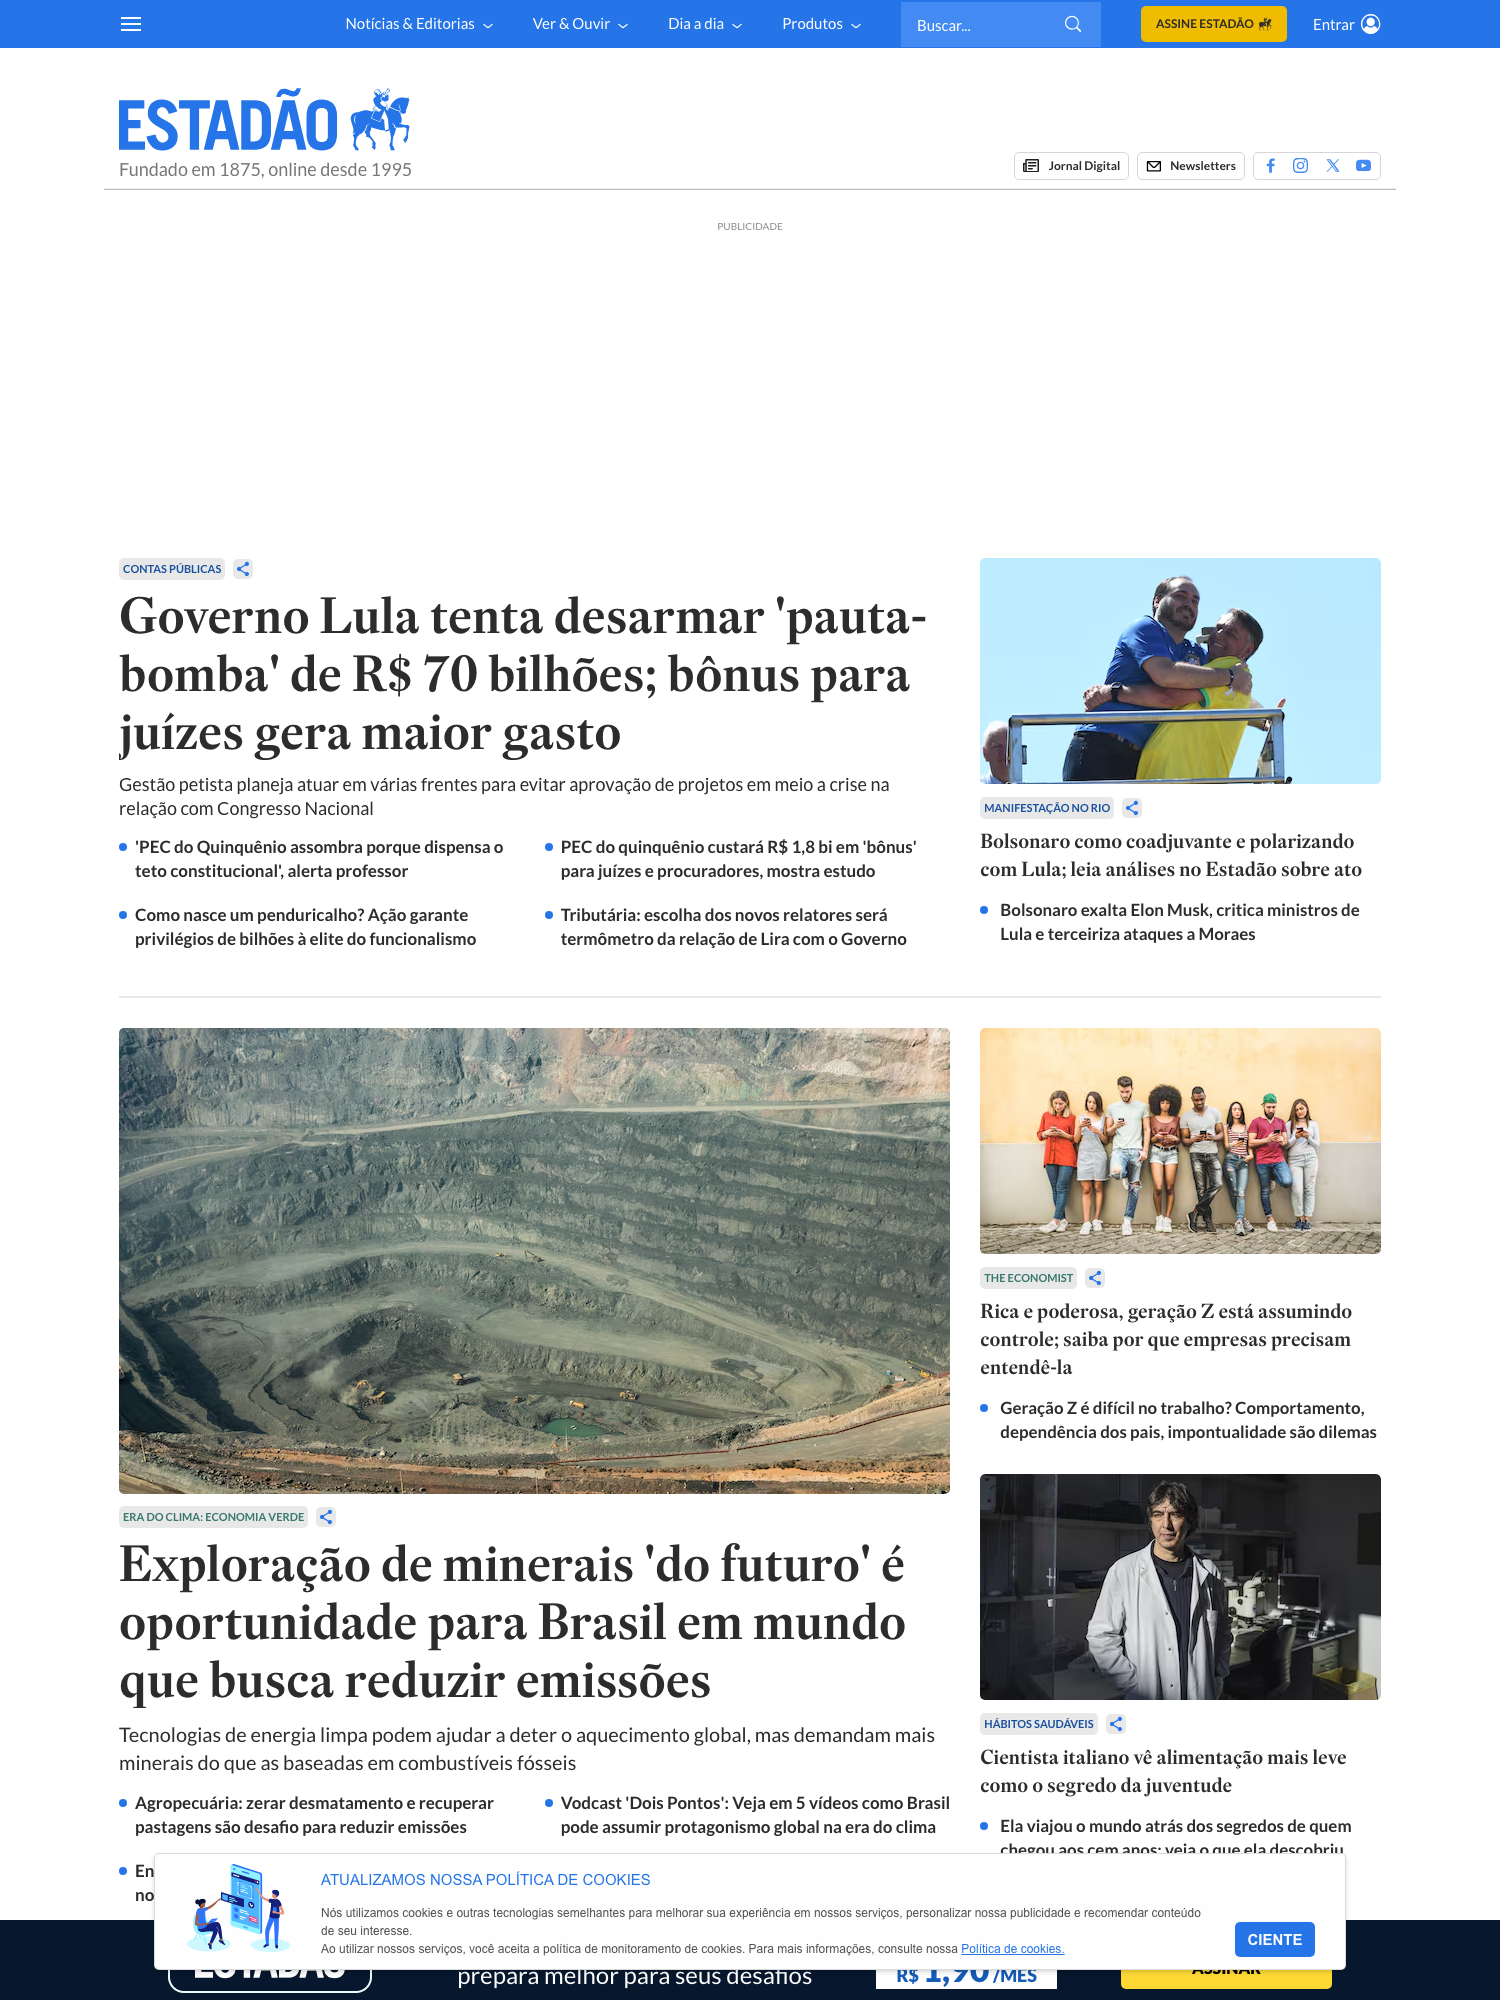 Notícias & Editorias
Ver & Ouvir
Dia a dia
Produtos
Buscar...
ASSINE ESTADÃO
Entrar
ESTADÃO
Fundado em 1875, online desde 1995
Jornal Digital
Newsletters
PUBLICIDADE
CONTAS PÚBLICAS
Governo Lula tenta desarmar 'pauta-
bomba' de R$ 70 bilhões; bônus para
juízes gera maior gasto
Gestão petista planeja atuar em várias frentes para evitar aprovação de projetos em meio a crise na
relação com Congresso Nacional
'PEC do Quinquênio assombra porque dispensa o
teto constitucional', alerta professor
PEC do quinquênio custará R$ 1,8 bi em 'bônus'
para juízes e procuradores, mostra estudo
Como nasce um penduricalho? Ação garante
privilégios de bilhões à elite do funcionalismo
Tributária: escolha dos novos relatores será
termômetro da relação de Lira com o Governo
MANIFESTAÇÃO NO RIO
Bolsonaro como coadjuvante e polarizando
com Lula; leia análises no Estadão sobre ato
Bolsonaro exalta Elon Musk, critica ministros de
Lula e terceiriza ataques a Moraes
ERA DO CLIMA: ECONOMIA VERDE
Exploração de minerais 'do futuro' é
oportunidade para Brasil em mundo
que busca reduzir emissões
Tecnologias de energia limpa podem ajudar a deter o aquecimento global, mas demandam mais
minerais do que as baseadas em combustíveis fósseis
Agropecuária: zerar desmatamento e recuperar
pastagens são desafio para reduzir emissões
Vodcast 'Dois Pontos': Veja em 5 vídeos como Brasil
pode assumir protagonismo global na era do clima
En
no
THE ECONOMIST
Rica e poderosa, geração Z está assumindo
controle; saiba por que empresas precisam
entendê-la
Geração Z é difícil no trabalho? Comportamento,
dependência dos pais, impontualidade são dilemas
HÁBITOS SAUDÁVEIS
Cientista italiano vê alimentação mais leve
como o segredo da juventude
Ela viajou o mundo atrás dos segredos de quem
chegou aos cem anos; veja o que ela descobriu
ATUALIZAMOS NOSSA POLÍTICA DE COOKIES
Nós utilizamos cookies e outras tecnologias semelhantes para melhorar sua experiência em nossos serviços, personalizar nossa publicidade e recomendar conteúdo
de seu interesse.
Ao utilizar nossos serviços, você aceita a política de monitoramento de cookies. Para mais informações, consulte nossa Política de cookies.
CIENTE
ESTADÃO
prepara melhor para seus desafios
R$ 1,90 /MÊS
ASSINAR